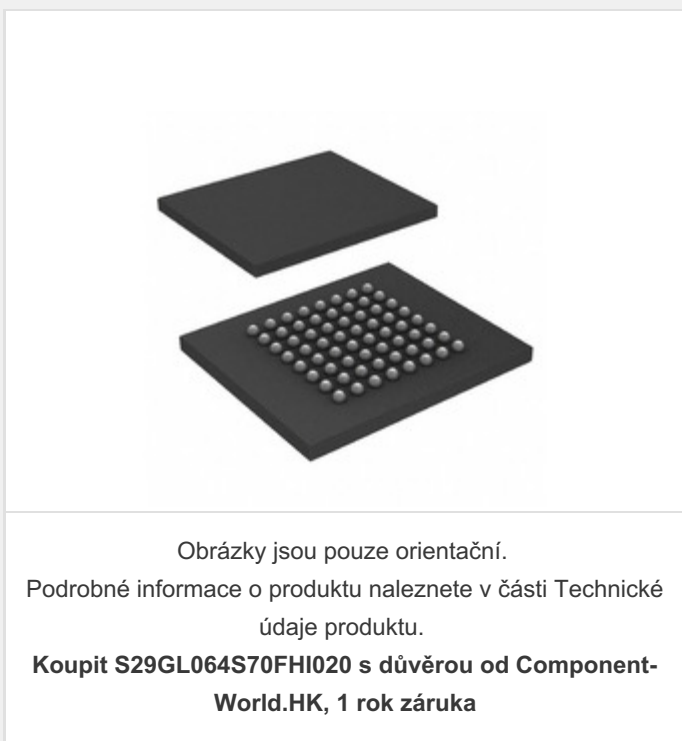 Obrázky jsou pouze orientační.
Podrobné informace o produktu naleznete v části Technické
údaje produktu.
Koupit S29GL064S70FHI020 s důvěrou od Component-
World.HK, 1 rok záruka